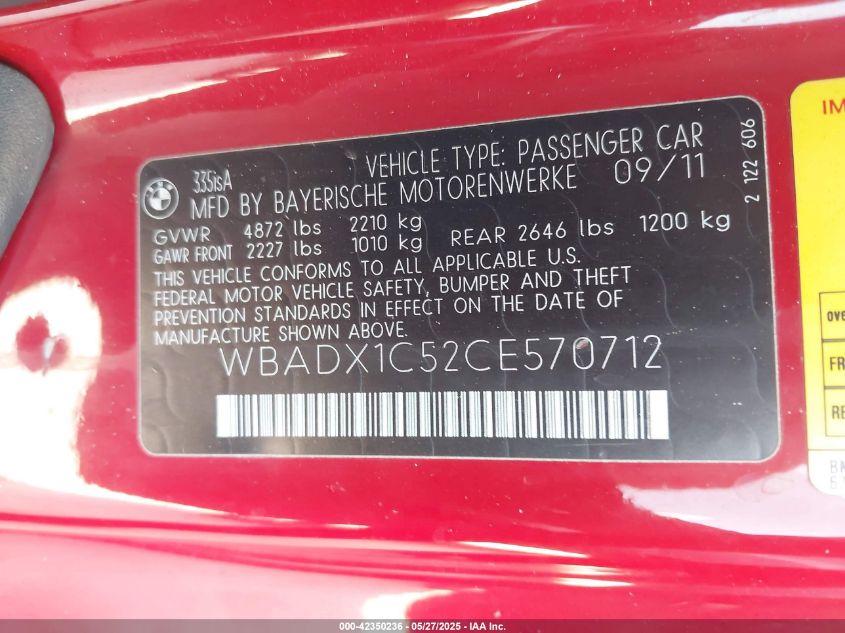 BMW
335isA
VEHICLE TYPE: PASSENGER CAR
MFD BY BAYERISCHE MOTORENWERKE 09/11
GVWR 4872 lbs 2210 kg
GAWR FRONT 2227 lbs 1010 kg REAR 2646 lbs 1200 kg
THIS VEHICLE CONFORMS TO ALL APPLICABLE U.S.
FEDERAL MOTOR VEHICLE SAFETY, BUMPER AND THEFT
PREVENTION STANDARDS IN EFFECT ON THE DATE OF
MANUFACTURE SHOWN ABOVE.
WBADX1C52CE570712
2 122 606
000-42350236 - 05/27/2025 - IAA Inc.